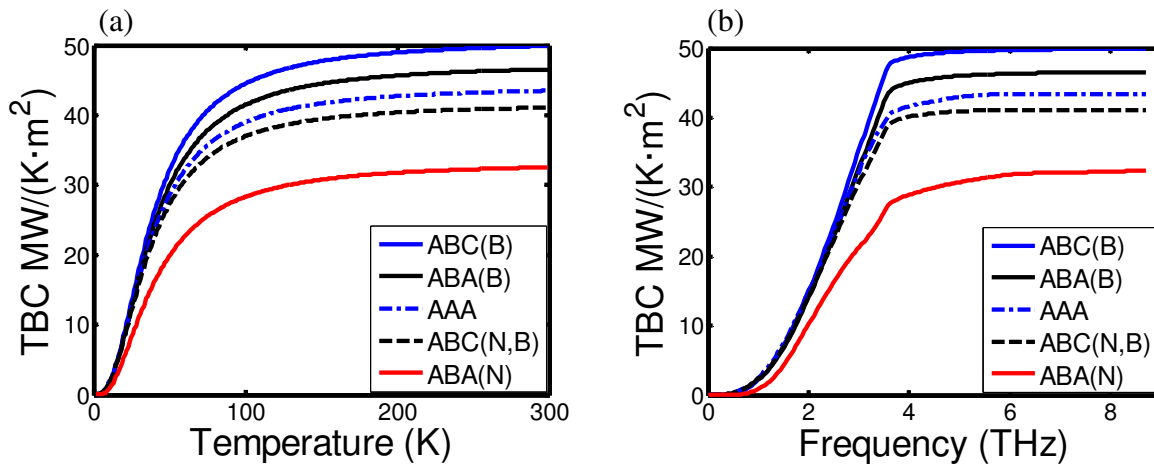 (a)
TBC MW/(K·m²)
50
40
30
20
10
0
ABC(B)
ABA(B)
AAA
ABC(N,B)
ABA(N)
0 100 200 300
Temperature (K)
(b)
TBC MW/(K·m²)
50
40
30
20
10
0
ABC(B)
ABA(B)
AAA
ABC(N,B)
ABA(N)
0 2 4 6 8
Frequency (THz)